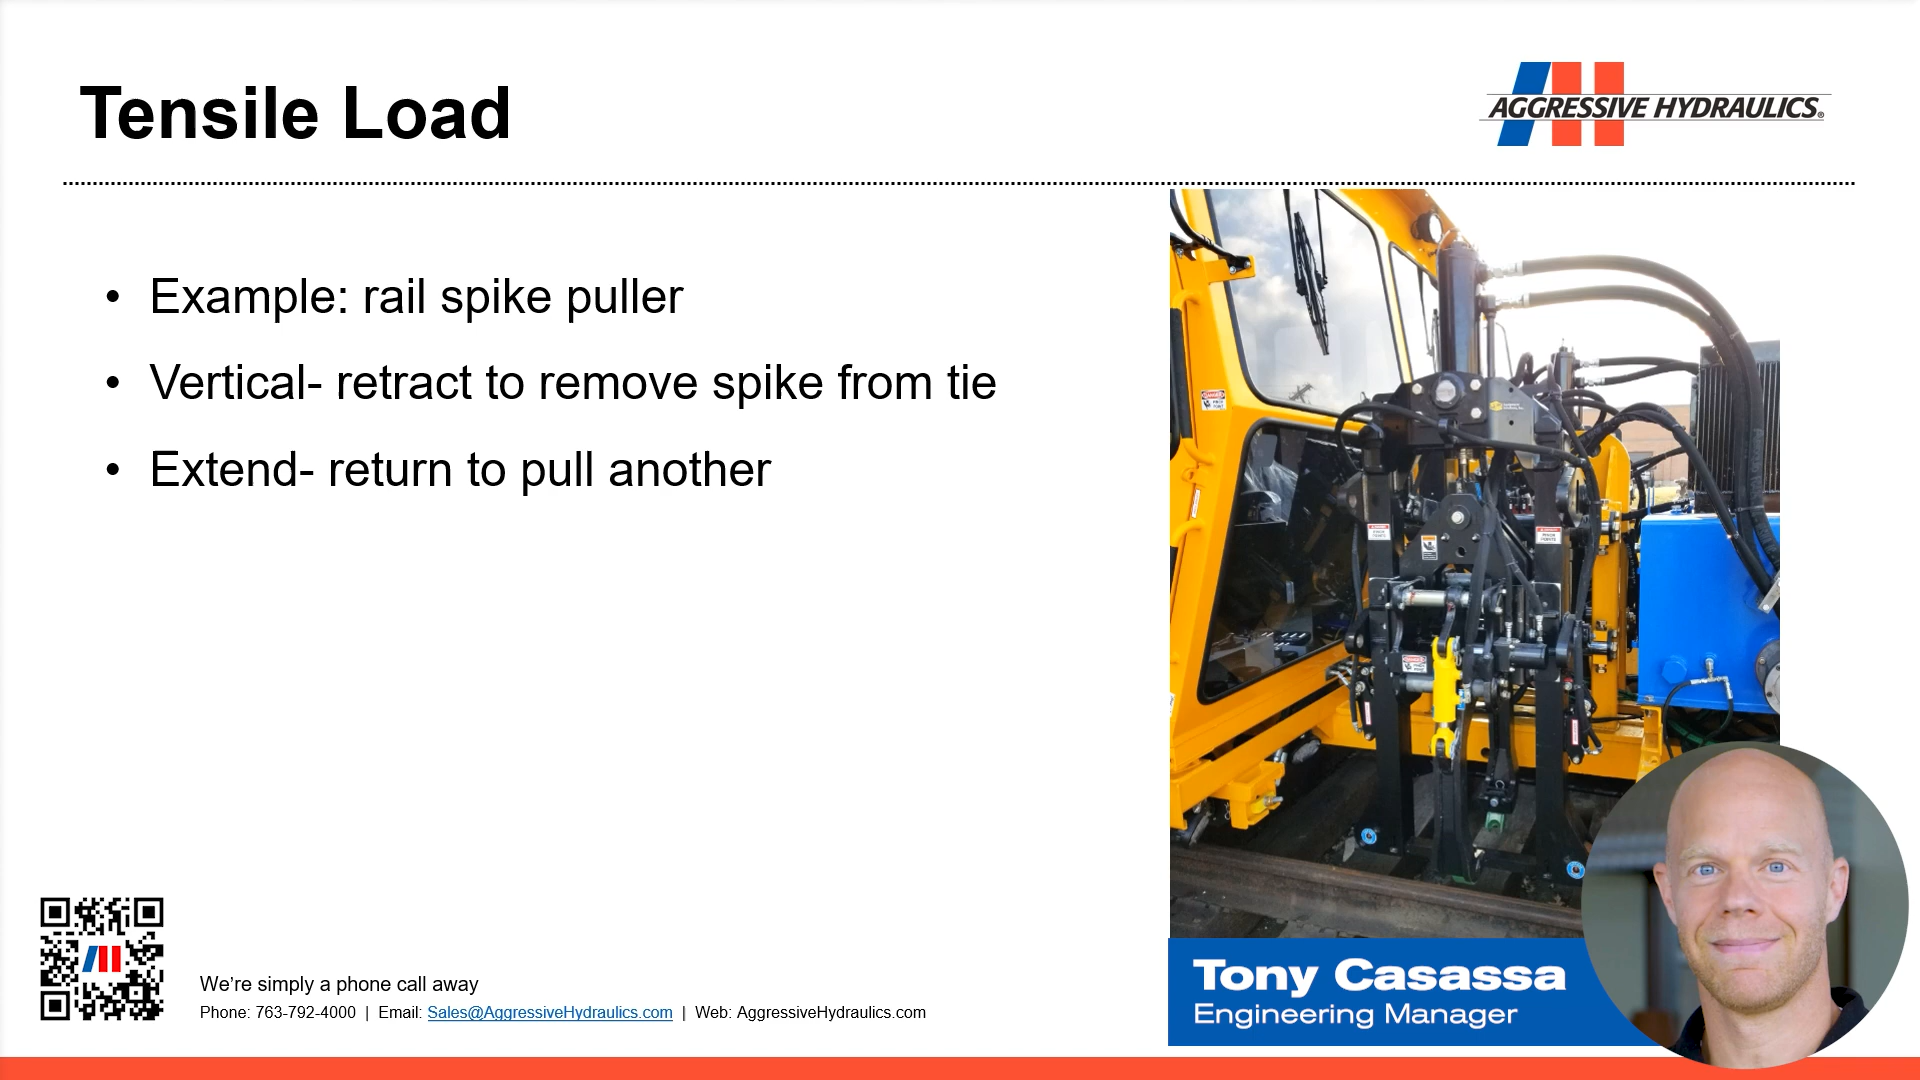 Tensile Load
AGGRESSIVE HYDRAULICS®
• Example: rail spike puller
• Vertical- retract to remove spike from tie
• Extend- return to pull another
We’re simply a phone call away
Phone: 763-792-4000 | Email: Sales@AggressiveHydraulics.com | Web: AggressiveHydraulics.com
Tony Casassa
Engineering Manager